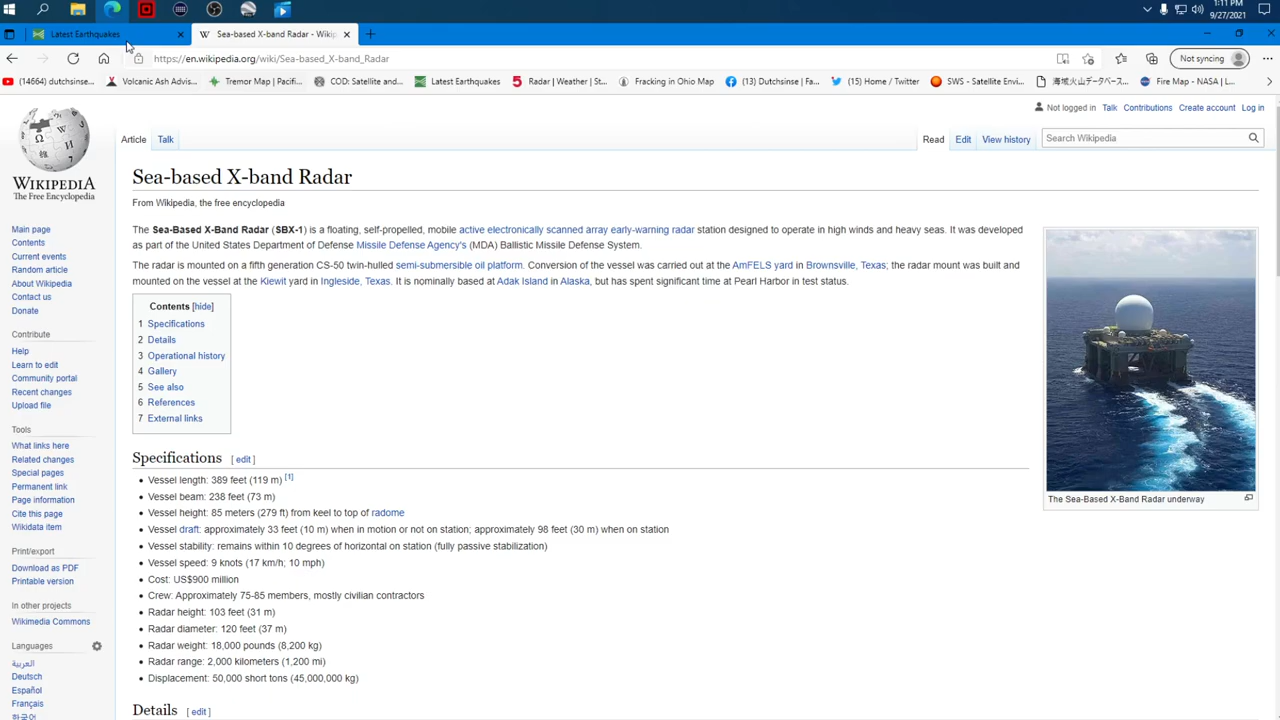 1:11 PM
9/27/2021
Latest Earthquakes
Sea-based X-band Radar - Wikip
https://en.wikipedia.org/wiki/Sea-based_X-band_Radar
Not syncing
(14664) dutchsinse...
Volcanic Ash Advis...
Tremor Map | Pacifi...
COD: Satellite and...
Latest Earthquakes
Radar | Weather | St...
Fracking in Ohio Map
(13) Dutchsinse | Fa...
(15) Home / Twitter
SWS - Satellite Envi...
海域火山データベース...
Fire Map - NASA | L...
Not logged in Talk Contributions Create account Log in
Article Talk
Read Edit View history
Search Wikipedia
WIKIPEDIA
The Free Encyclopedia
Main page
Contents
Current events
Random article
About Wikipedia
Contact us
Donate
Contribute
Help
Learn to edit
Community portal
Recent changes
Upload file
Tools
What links here
Related changes
Special pages
Permanent link
Page information
Cite this page
Wikidata item
Print/export
Download as PDF
Printable version
In other projects
Wikimedia Commons
Languages
العربية
Deutsch
Español
Français
한국어
Sea-based X-band Radar
From Wikipedia, the free encyclopedia
The Sea-Based X-Band Radar (SBX-1) is a floating, self-propelled, mobile active electronically scanned array early-warning radar station designed to operate in high winds and heavy seas. It was developed
as part of the United States Department of Defense Missile Defense Agency's (MDA) Ballistic Missile Defense System.
The radar is mounted on a fifth generation CS-50 twin-hulled semi-submersible oil platform. Conversion of the vessel was carried out at the AmFELS yard in Brownsville, Texas; the radar mount was built and
mounted on the vessel at the Kiewit yard in Ingleside, Texas. It is nominally based at Adak Island in Alaska, but has spent significant time at Pearl Harbor in test status.
Contents [hide]
1 Specifications
2 Details
3 Operational history
4 Gallery
5 See also
6 References
7 External links
The Sea-Based X-Band Radar underway
Specifications [ edit ]
• Vessel length: 389 feet (119 m) [1]
• Vessel beam: 238 feet (73 m)
• Vessel height: 85 meters (279 ft) from keel to top of radome
• Vessel draft: approximately 33 feet (10 m) when in motion or not on station; approximately 98 feet (30 m) when on station
• Vessel stability: remains within 10 degrees of horizontal on station (fully passive stabilization)
• Vessel speed: 9 knots (17 km/h; 10 mph)
• Cost: US$900 million
• Crew: Approximately 75-85 members, mostly civilian contractors
• Radar height: 103 feet (31 m)
• Radar diameter: 120 feet (37 m)
• Radar weight: 18,000 pounds (8,200 kg)
• Radar range: 2,000 kilometers (1,200 mi)
• Displacement: 50,000 short tons (45,000,000 kg)
Details [ edit ]